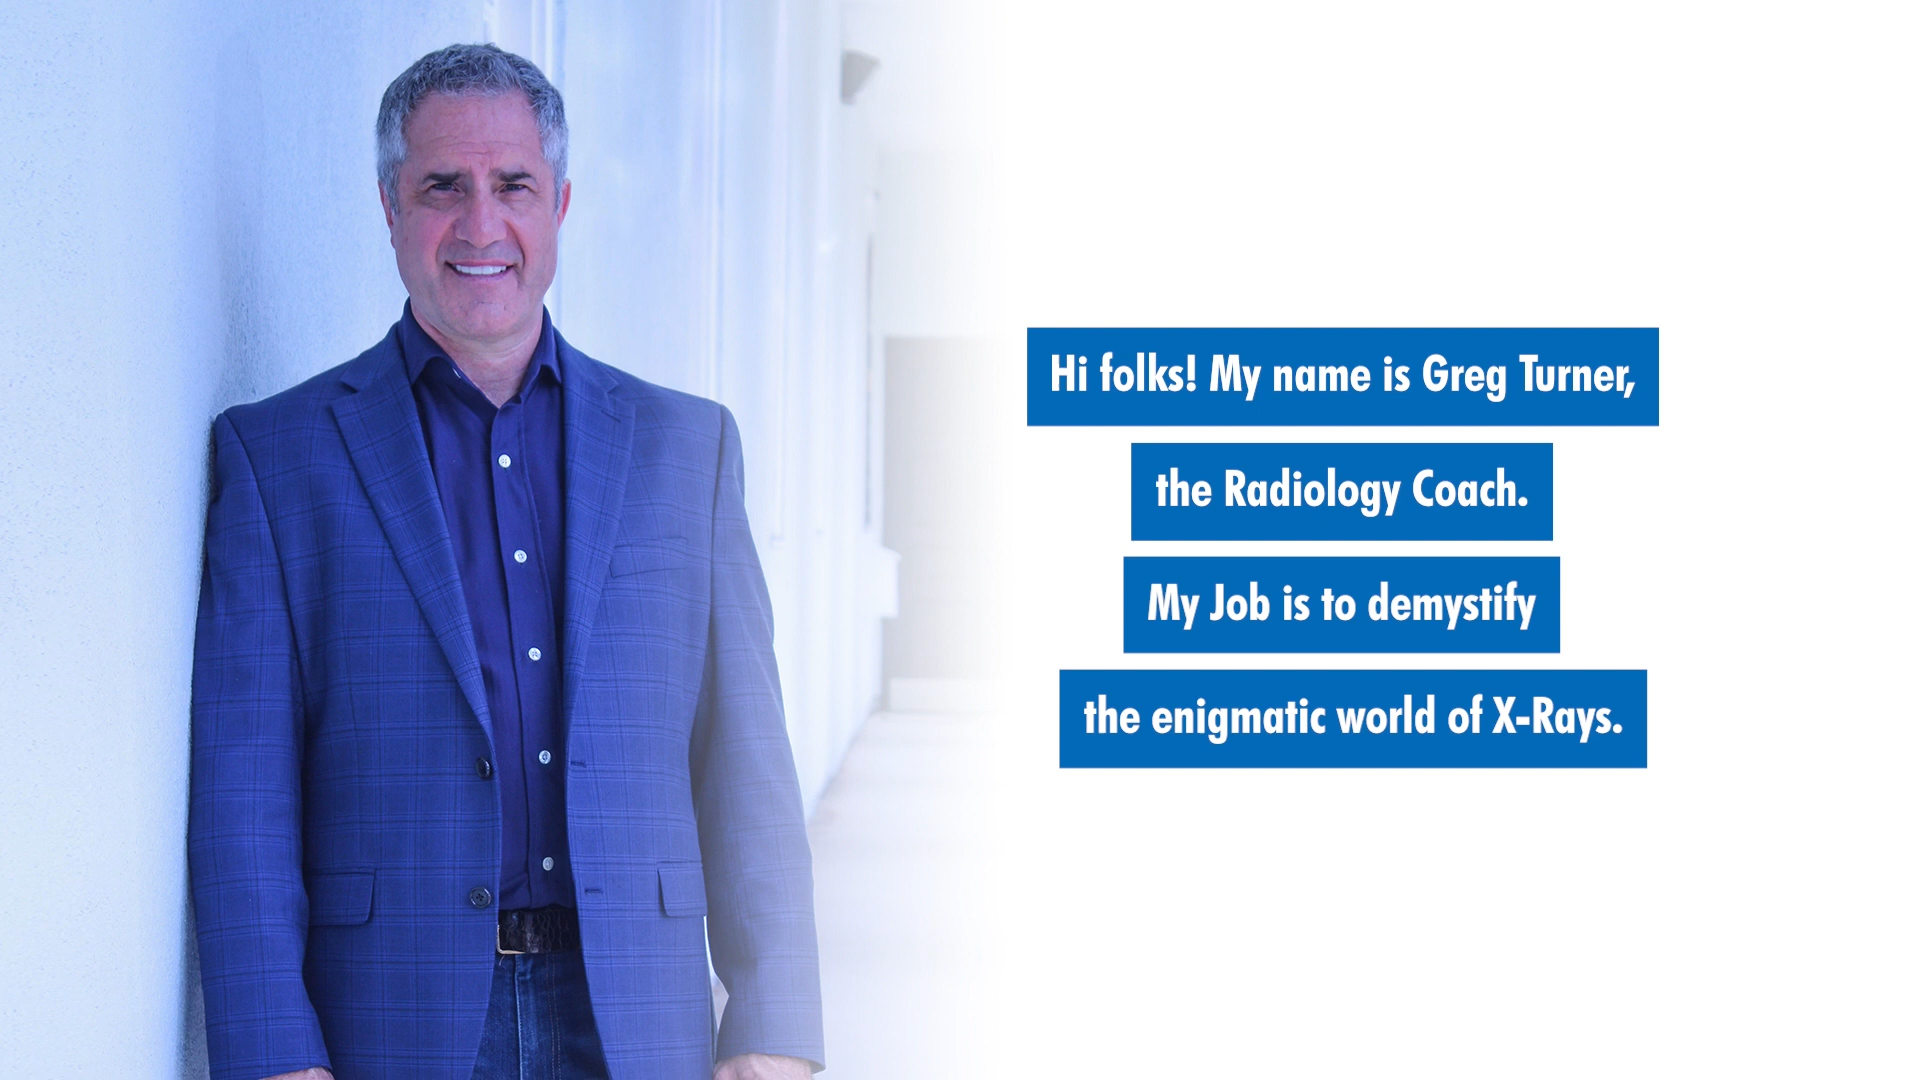 Hi folks! My name is Greg Turner,
the Radiology Coach.
My Job is to demystify
the enigmatic world of X-Rays.